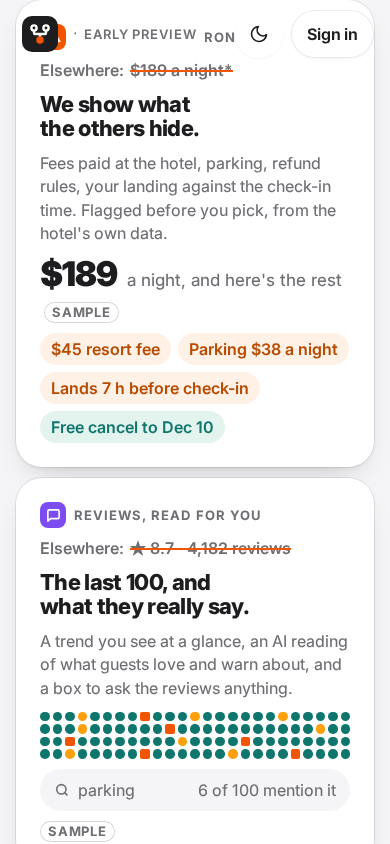 · EARLY PREVIEW RON
Sign in
Elsewhere: $189 a night*
We show what
the others hide.
Fees paid at the hotel, parking, refund
rules, your landing against the check-in
time. Flagged before you pick, from the
hotel's own data.
$189 a night, and here's the rest
SAMPLE
$45 resort fee Parking $38 a night
Lands 7 h before check-in
Free cancel to Dec 10
REVIEWS, READ FOR YOU
Elsewhere: ★ 8.7 4,182 reviews
The last 100, and
what they really say.
A trend you see at a glance, an AI reading
of what guests love and warn about, and
a box to ask the reviews anything.
parking 6 of 100 mention it
SAMPLE